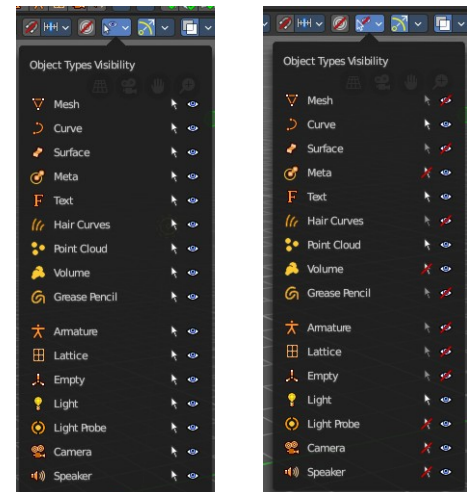 Object Types Visibility
Mesh
Curve
Surface
Meta
Text
Hair Curves
Point Cloud
Volume
Grease Pencil
Armature
Lattice
Empty
Light
Light Probe
Camera
Speaker
Object Types Visibility
Mesh
Curve
Surface
Meta
Text
Hair Curves
Point Cloud
Volume
Grease Pencil
Armature
Lattice
Empty
Light
Light Probe
Camera
Speaker